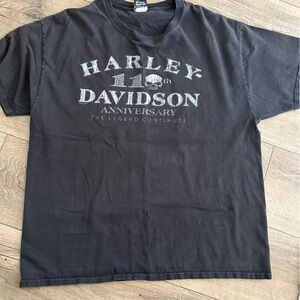 HARLEY-
110th
DAVIDSON
ANNIVERSARY
THE LEGEND CONTINUES